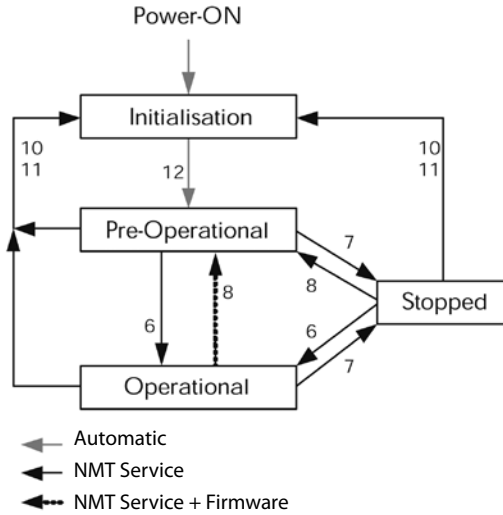 Power-ON
Initialisation
10
11
12
10
11
Pre-Operational
7
8
8
Stopped
6
6
7
Operational
Automatic
NMT Service
NMT Service + Firmware